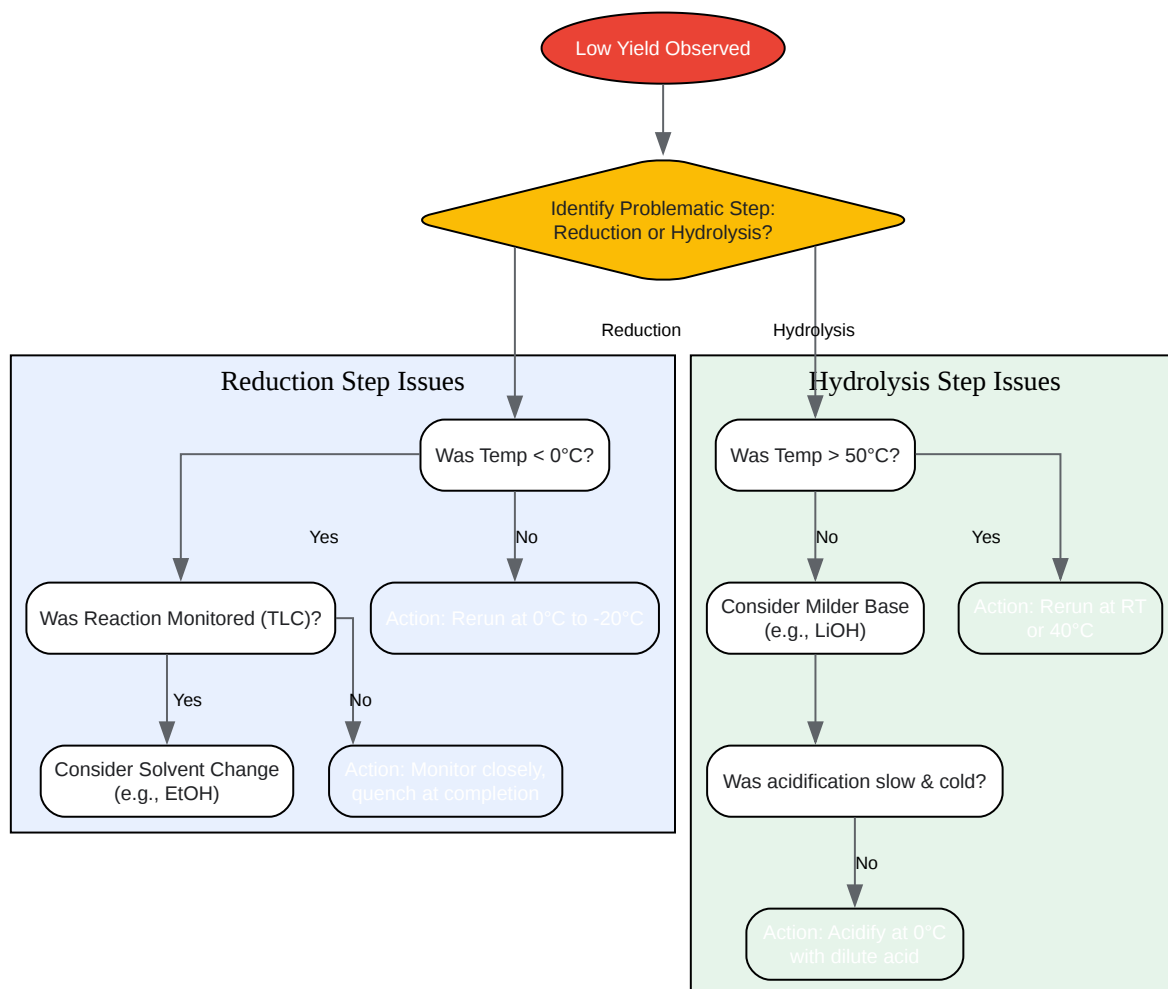 Low Yield Observed
Identify Problematic Step:
Reduction or Hydrolysis?
Reduction
Hydrolysis
Reduction Step Issues
Was Temp < 0°C?
Yes
No
Was Reaction Monitored (TLC)?
Action: Rerun at 0°C to -20°C
Yes
No
Consider Solvent Change
(e.g., EtOH)
Action: Monitor closely,
quench at completion
Hydrolysis Step Issues
Was Temp > 50°C?
No
Yes
Consider Milder Base
(e.g., LiOH)
Action: Rerun at RT
or 40°C
Was acidification slow & cold?
No
Action: Acidify at 0°C
with dilute acid